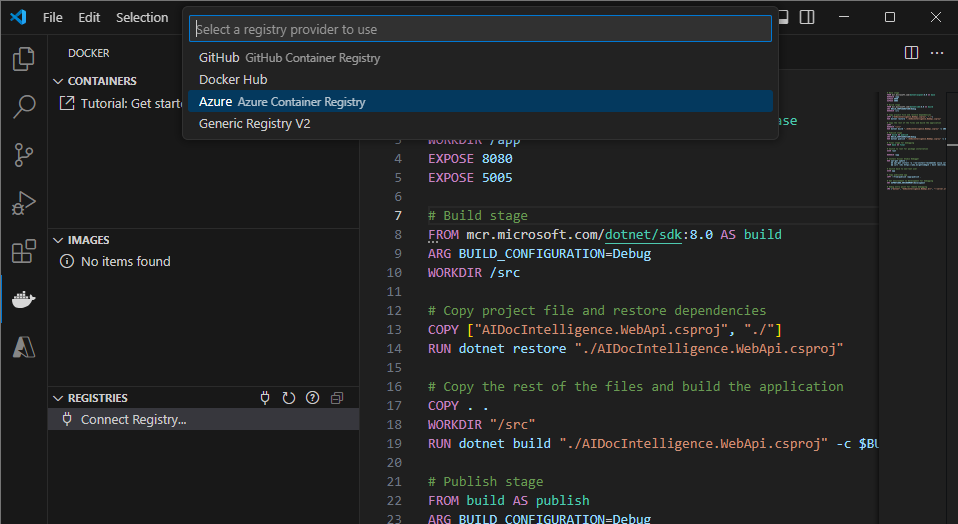 File Edit Selection
Select a registry provider to use
GitHub GitHub Container Registry
Docker Hub
Azure Azure Container Registry
Generic Registry V2
DOCKER
CONTAINERS
Tutorial: Get starte
IMAGES
No items found
REGISTRIES
Connect Registry...
ase
3 WORKDIR /app
4 EXPOSE 8080
5 EXPOSE 5005
6
7 # Build stage
8 FROM mcr.microsoft.com/dotnet/sdk:8.0 AS build
9 ARG BUILD_CONFIGURATION=Debug
10 WORKDIR /src
11
12 # Copy project file and restore dependencies
13 COPY ["AIDocIntelligence.WebApi.csproj", "./"]
14 RUN dotnet restore "./AIDocIntelligence.WebApi.csproj"
15
16 # Copy the rest of the files and build the application
17 COPY . .
18 WORKDIR "/src"
19 RUN dotnet build "./AIDocIntelligence.WebApi.csproj" -c $BU
20
21 # Publish stage
22 FROM build AS publish
23 ARG BUILD_CONFIGURATION=Debug